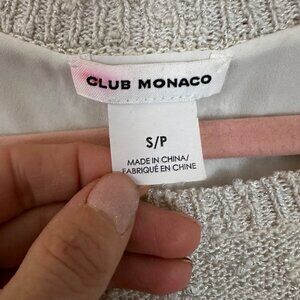 CLUB MONACO
S/P
MADE IN CHINA/
FABRIQUÉ EN CHINE